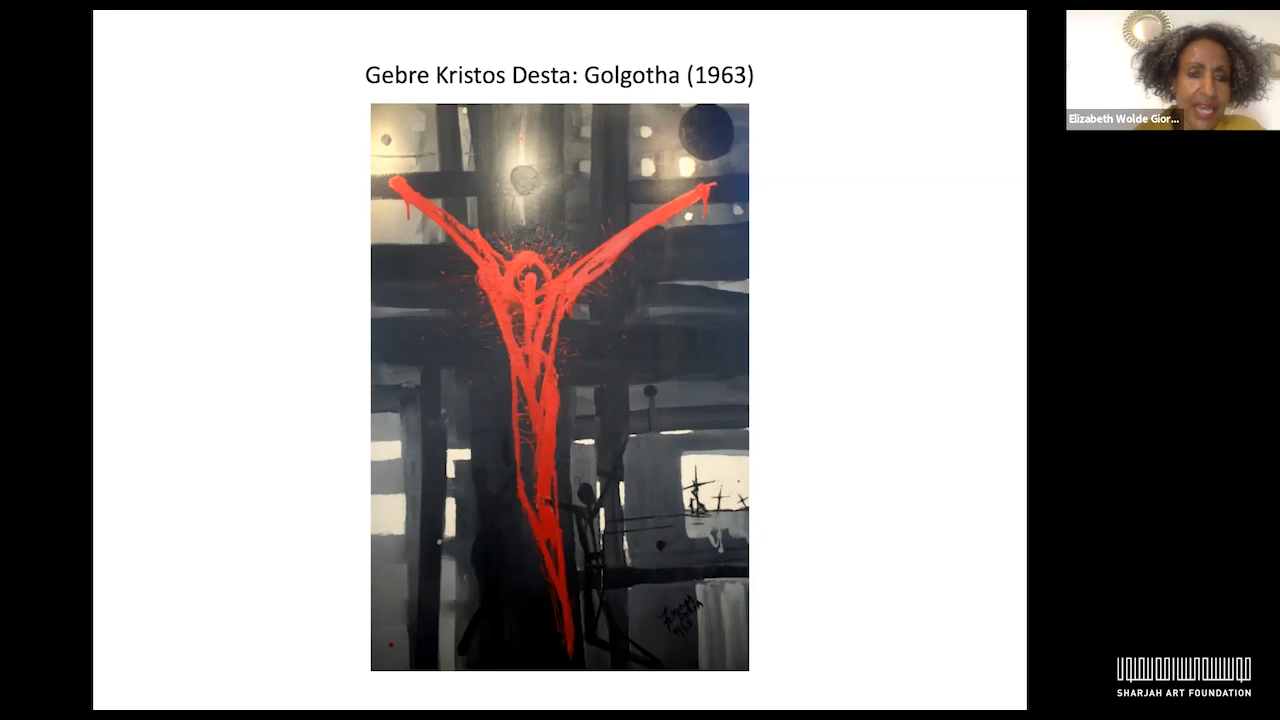 Gebre Kristos Desta: Golgotha (1963)
Elizabeth Wolde Gior...
SHARJAH ART FOUNDATION